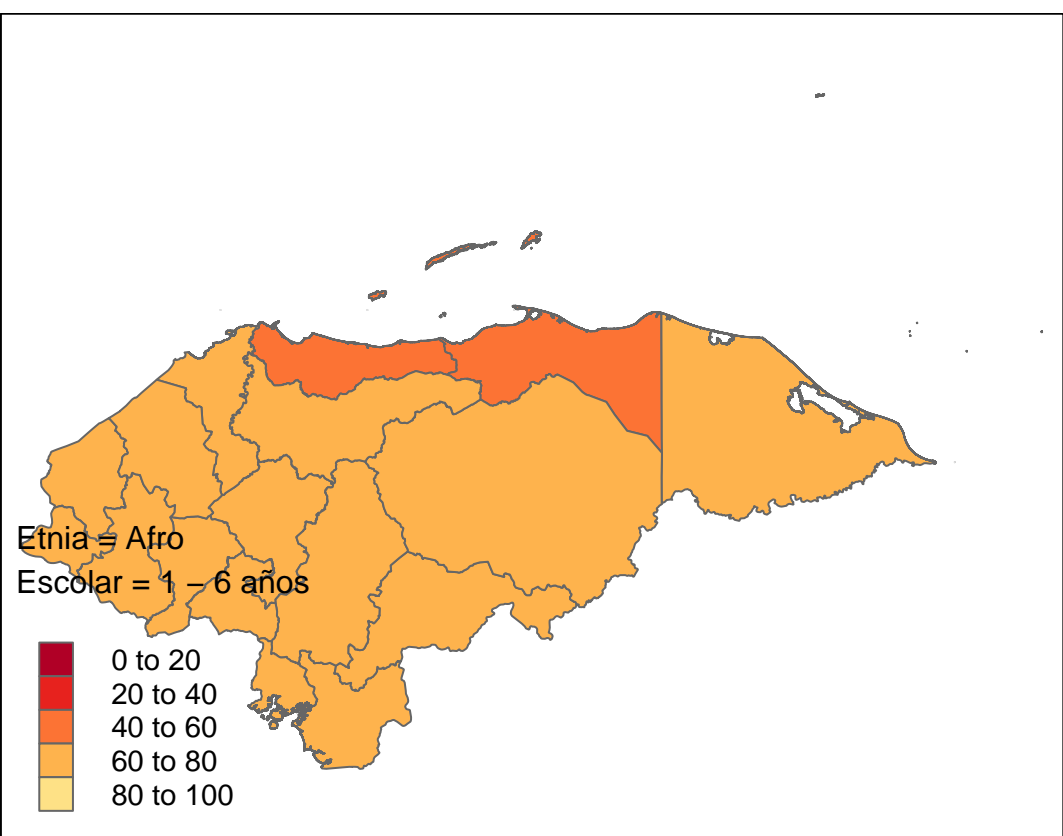 Etnia = Afro
Escolar = 1 – 6 años
0 to 20
20 to 40
40 to 60
60 to 80
80 to 100